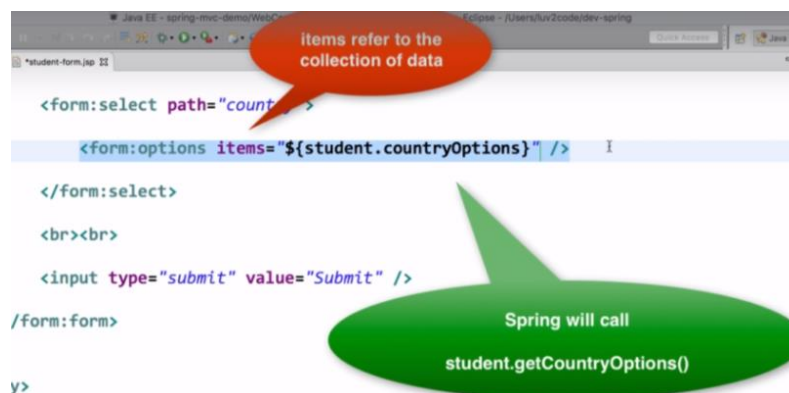 Java EE - spring-mvc-demo/WebCo
Eclipse - /Users/luv2code/dev-spring
Quick Access
Java
*student-form.jsp
items refer to the
collection of data
<form:select path="count >
<form:options items="${student.countryOptions}" />
</form:select>
<br><br>
<input type="submit" value="Submit" />
/form:form>
Spring will call
student.getCountryOptions()
y>